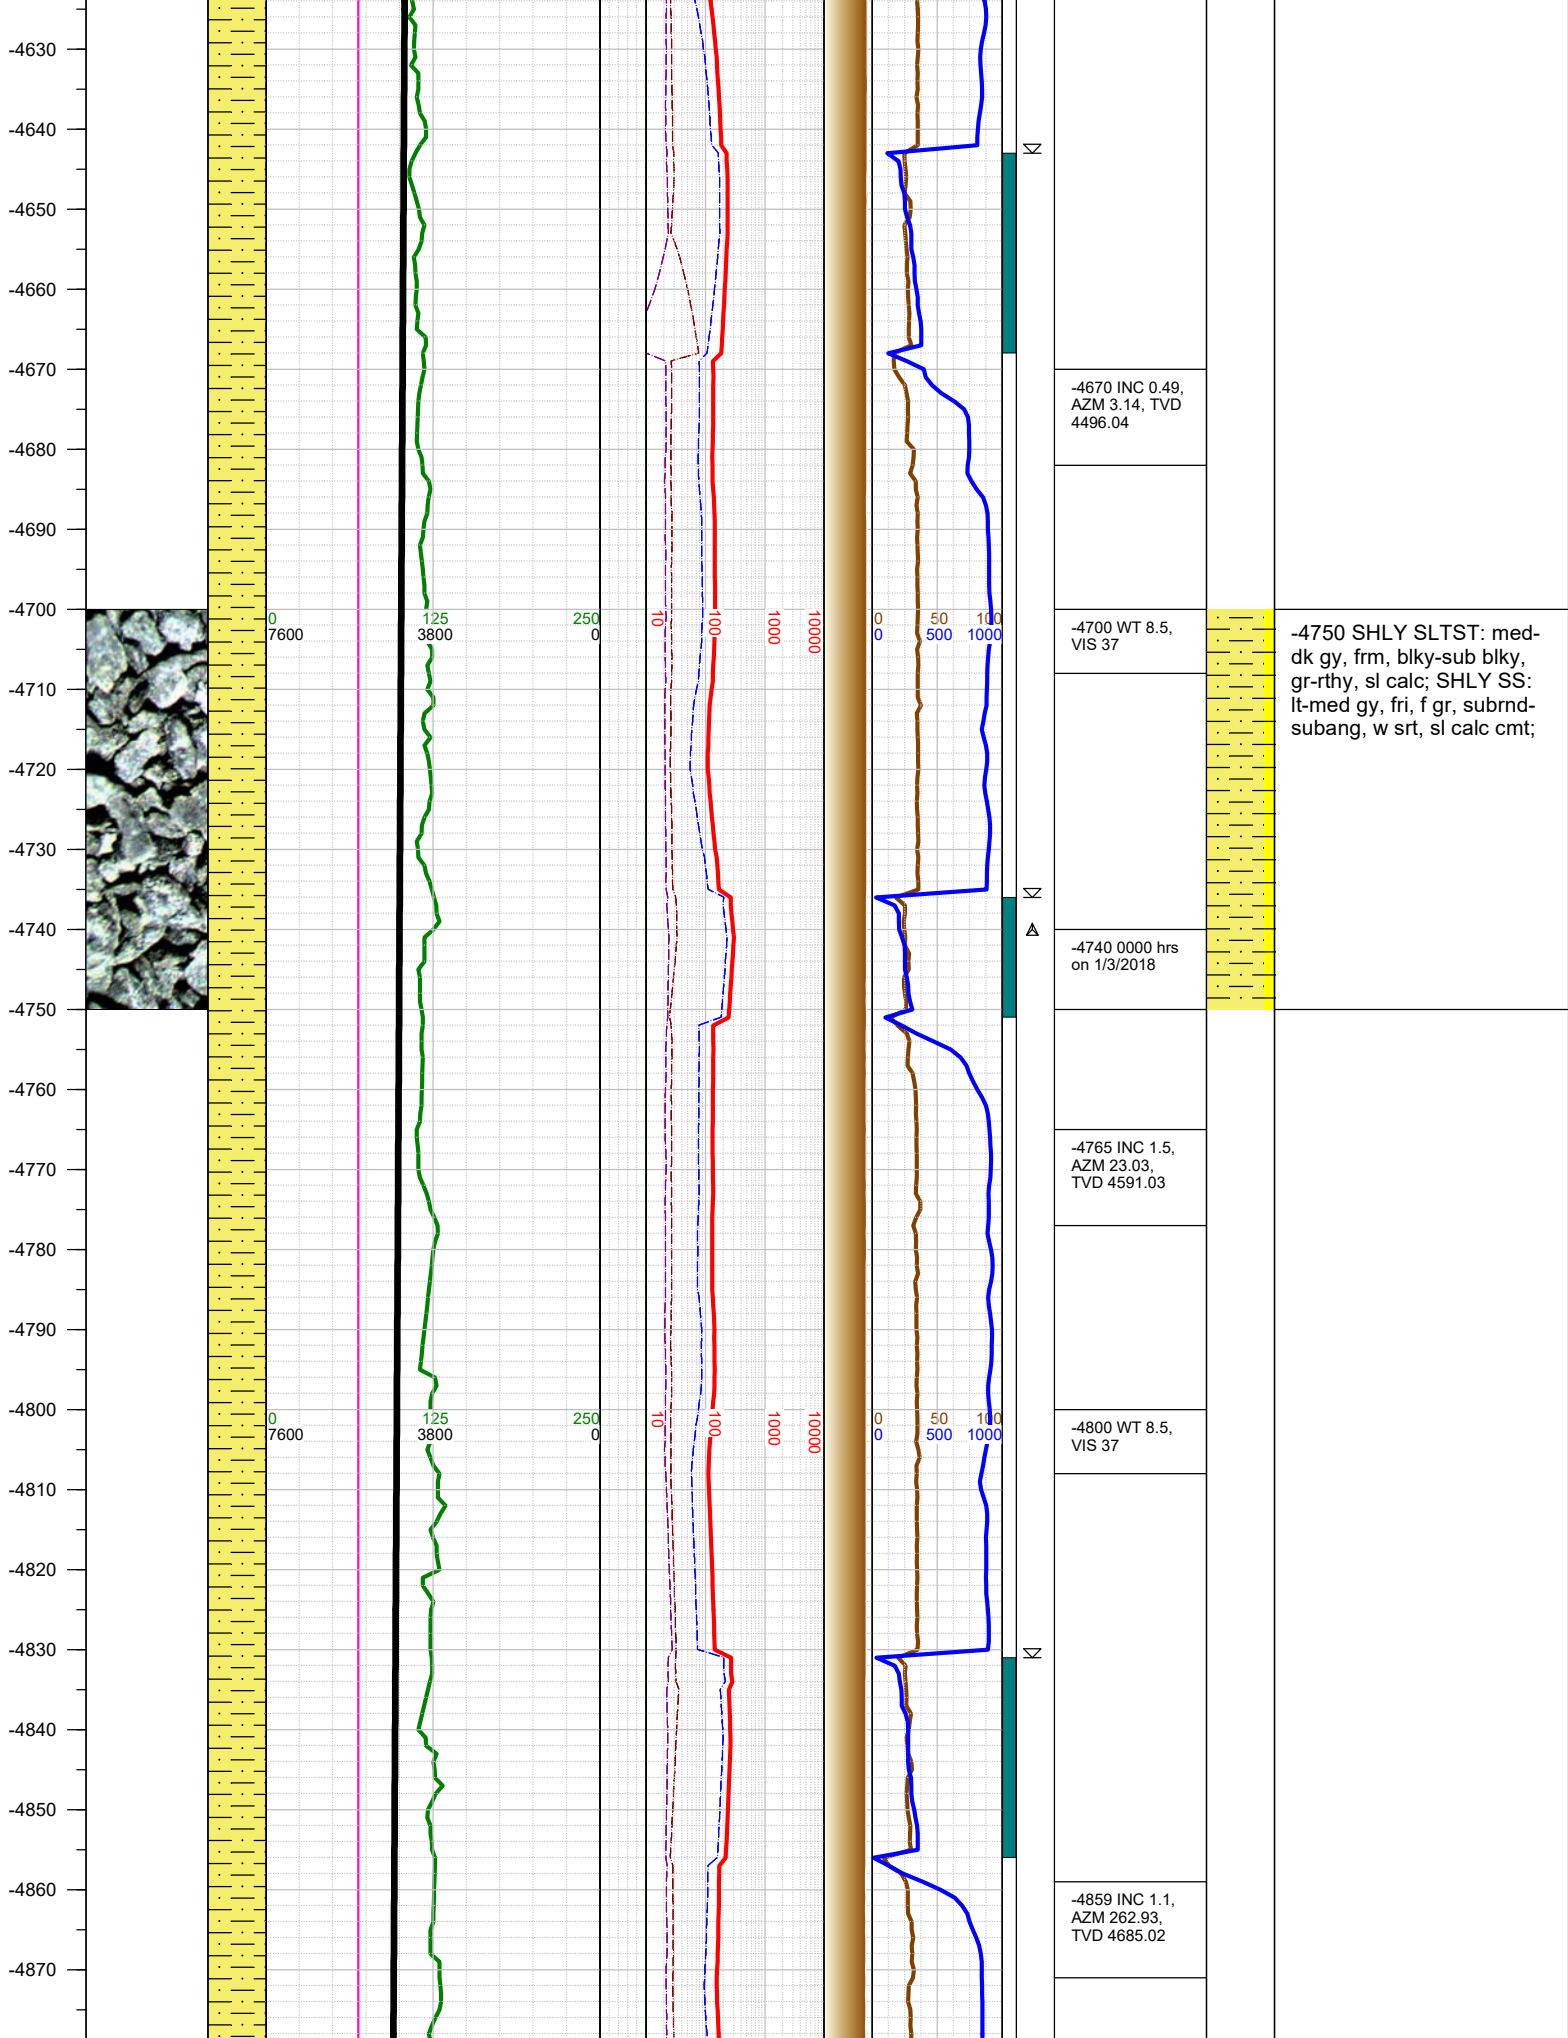 -4630
-4640
-4650
-4660
-4670
-4670 INC 0.49,
AZM 3.14, TVD
4496.04
-4680
-4690
-4700
0 125 250
7600 3800 0
10 100 1000 10000
0 50 100
0 500 1000
-4700 WT 8.5,
VIS 37
-4750 SHLY SLTST: med-
dk gy, frm, blky-sub blky,
gr-rthy, sl calc; SHLY SS:
lt-med gy, fri, f gr, subrnd-
subang, w srt, sl calc cmt;
-4710
-4720
-4730
-4740
-4740 0000 hrs
on 1/3/2018
-4750
-4760
-4765 INC 1.5,
AZM 23.03,
TVD 4591.03
-4770
-4780
-4790
-4800
0 125 250
7600 3800 0
10 100 1000 10000
0 50 100
0 500 1000
-4800 WT 8.5,
VIS 37
-4810
-4820
-4830
-4840
-4850
-4860
-4859 INC 1.1,
AZM 262.93,
TVD 4685.02
-4870